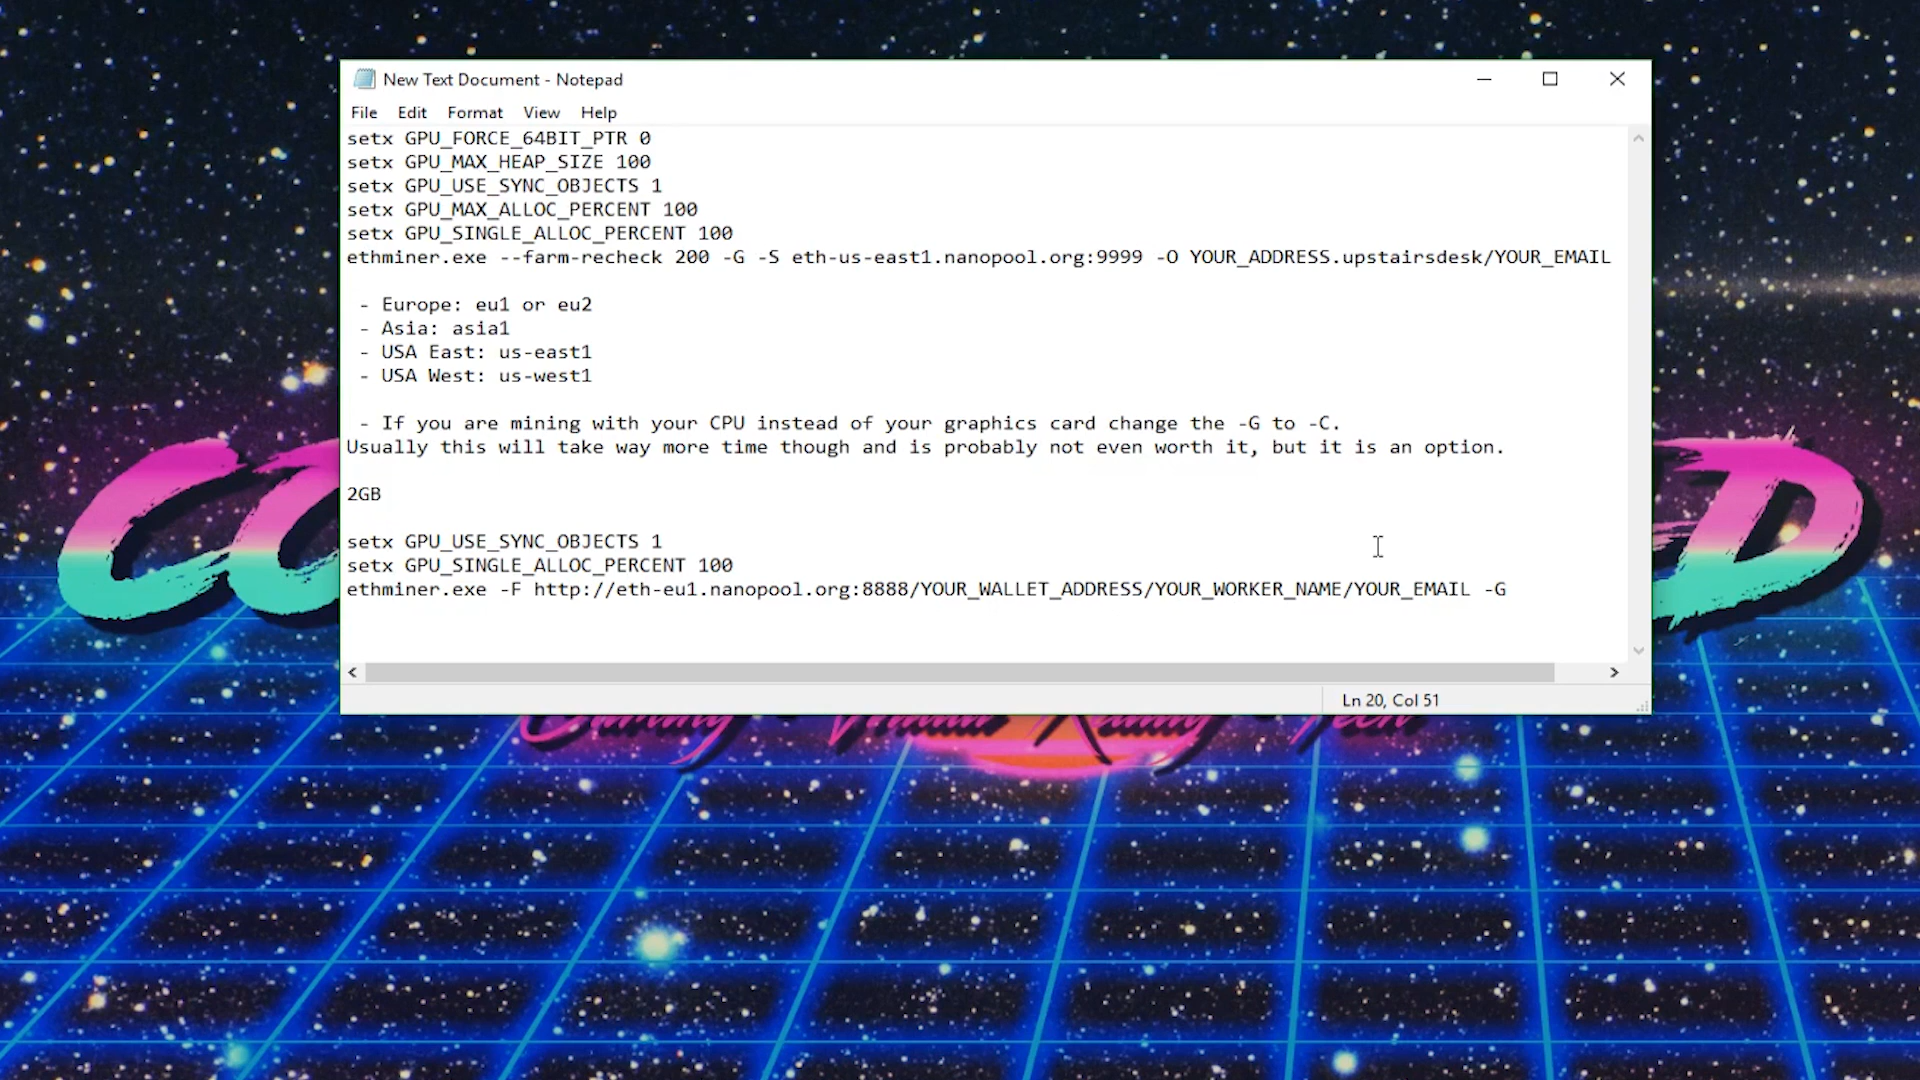 New Text Document - Notepad
File Edit Format View Help
setx GPU_FORCE_64BIT_PTR 0
setx GPU_MAX_HEAP_SIZE 100
setx GPU_USE_SYNC_OBJECTS 1
setx GPU_MAX_ALLOC_PERCENT 100
setx GPU_SINGLE_ALLOC_PERCENT 100
ethminer.exe --farm-recheck 200 -G -S eth-us-east1.nanopool.org:9999 -O YOUR_ADDRESS.upstairsdesk/YOUR_EMAIL
- Europe: eu1 or eu2
- Asia: asia1
- USA East: us-east1
- USA West: us-west1
- If you are mining with your CPU instead of your graphics card change the -G to -C.
Usually this will take way more time though and is probably not even worth it, but it is an option.
2GB
setx GPU_USE_SYNC_OBJECTS 1
setx GPU_SINGLE_ALLOC_PERCENT 100
ethminer.exe -F http://eth-eu1.nanopool.org:8888/YOUR_WALLET_ADDRESS/YOUR_WORKER_NAME/YOUR_EMAIL -G
Ln 20, Col 51